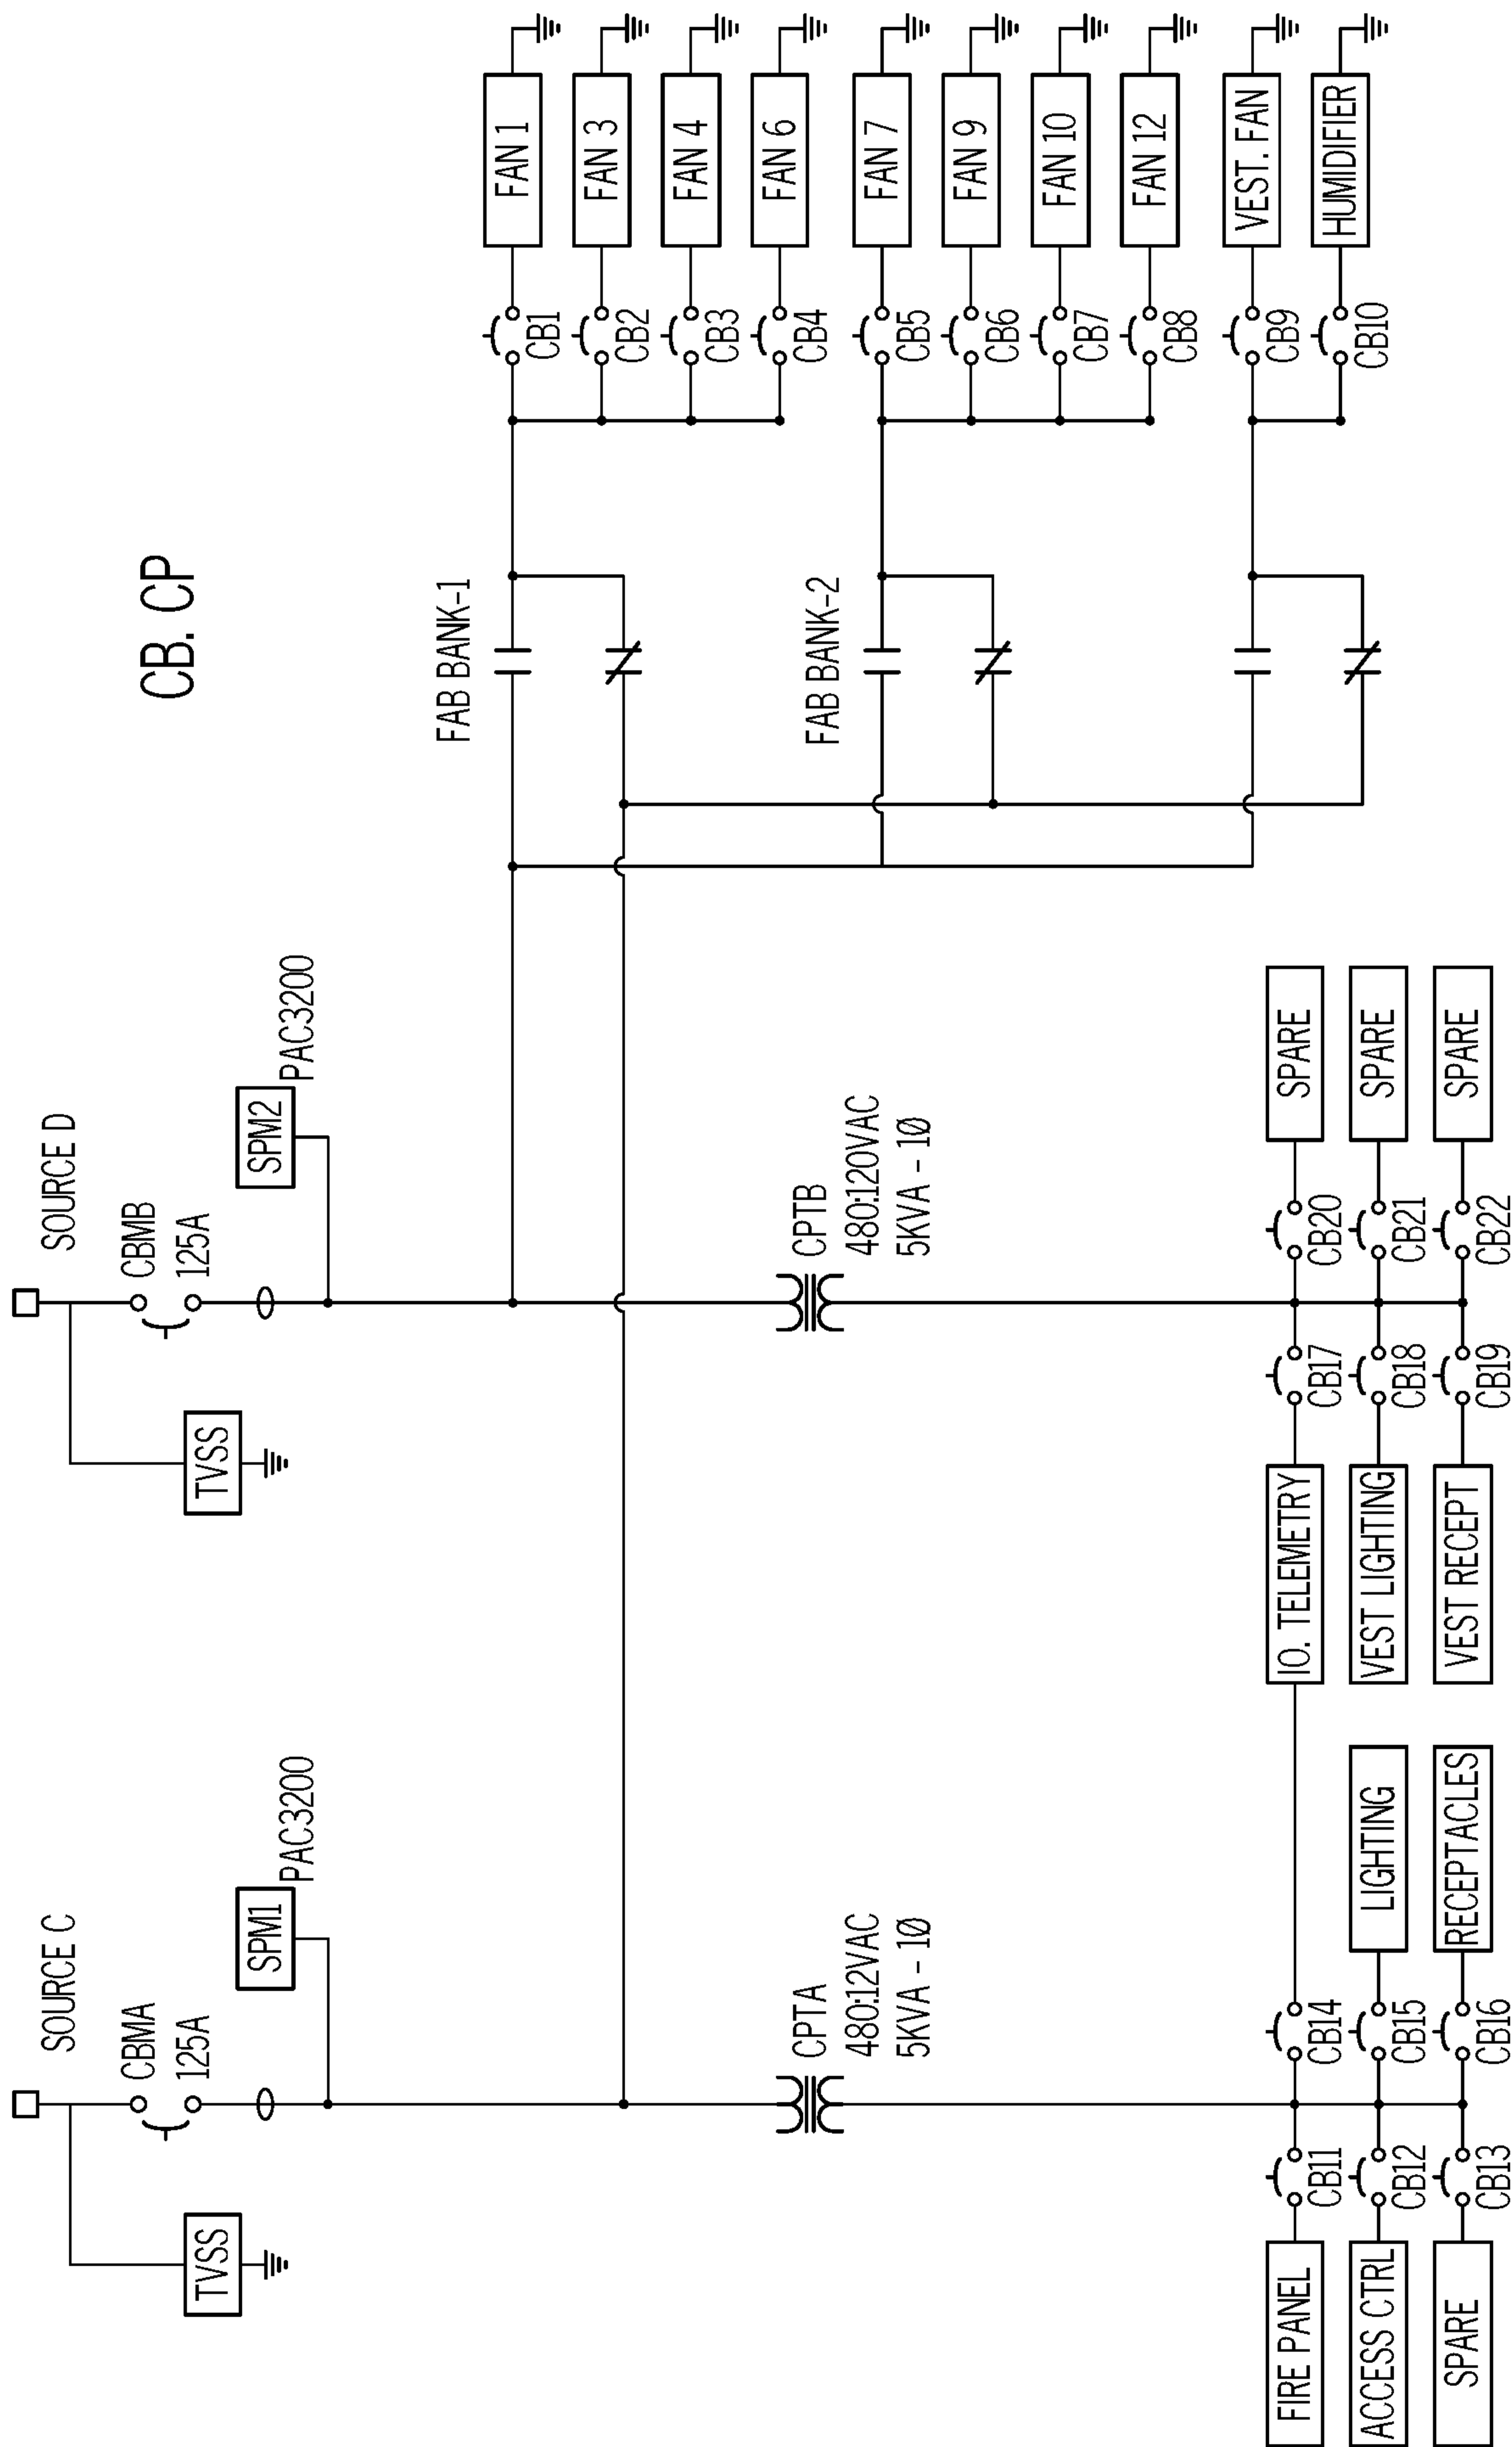 CB. CP
SOURCE C
CBMA
125A
TVSS
SPM1
PAC3200
SOURCE D
CBMB
125A
TVSS
SPM2
PAC3200
CPTA
480:12VAC
5KVA - 1Ø
CPTB
480:120VAC
5KVA - 1Ø
FAB BANK-1
CB1
FAN 1
CB2
FAN 3
CB3
FAN 4
CB4
FAN 6
FAB BANK-2
CB5
FAN 7
CB6
FAN 9
CB7
FAN 10
CB8
FAN 12
CB9
VEST. FAN
CB10
HUMIDIFIER
FIRE PANEL
CB11
CB14
IO. TELEMETRY
CB17
CB20
SPARE
ACCESS CTRL
CB12
CB15
LIGHTING
VEST LIGHTING
CB18
CB21
SPARE
SPARE
CB13
CB16
RECEPTACLES
VEST RECEPT
CB19
CB22
SPARE